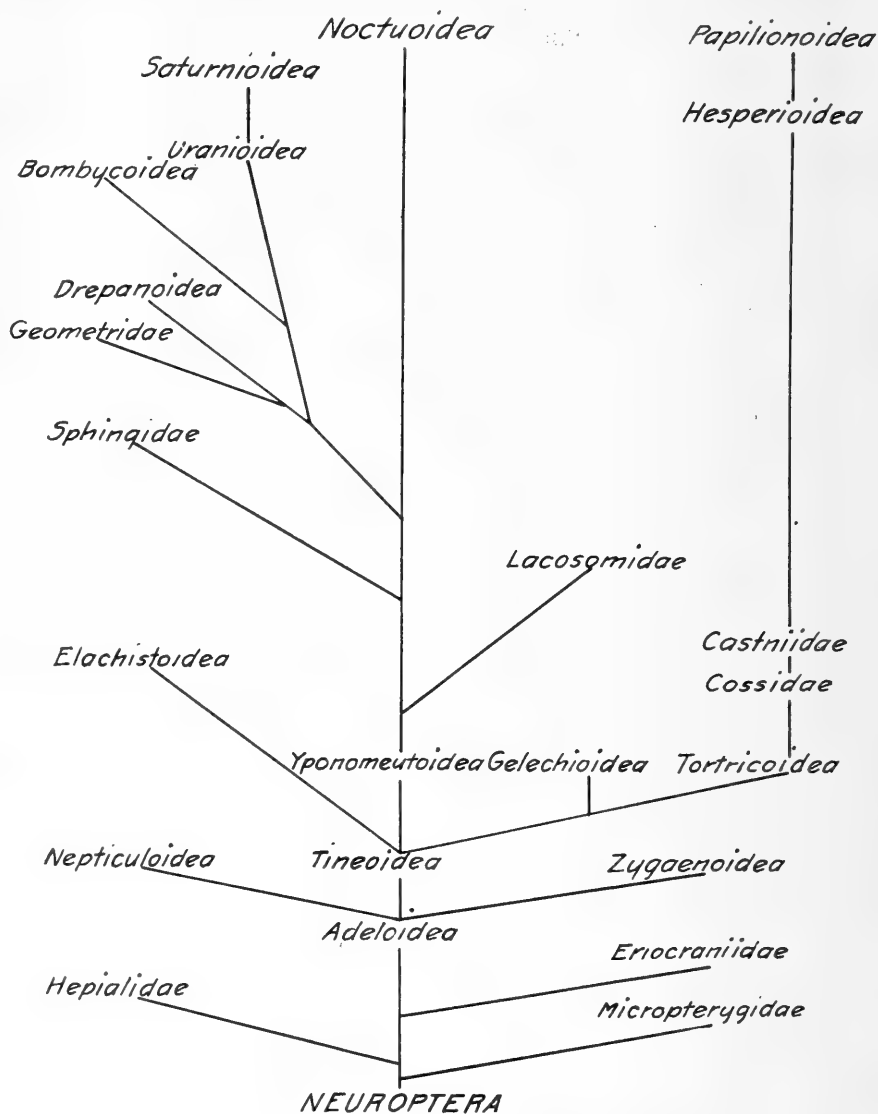 Noctuoidea
Papilionoidea
Saturnioidea
Hesperioidea
Uranioidea
Bombycoidea
Drepanoidea
Geometridae
Sphingidae
Lacosomidae
Castniidae
Elachistoidea
Cossidae
Yponomeutoidea Gelechioidea Tortricoidea
Nepticuloidea Tineoidea Zygaenoidea
Adeloidea
Eriocraniidae
Hepialidae
Micropterygidae
NEUROPTERA